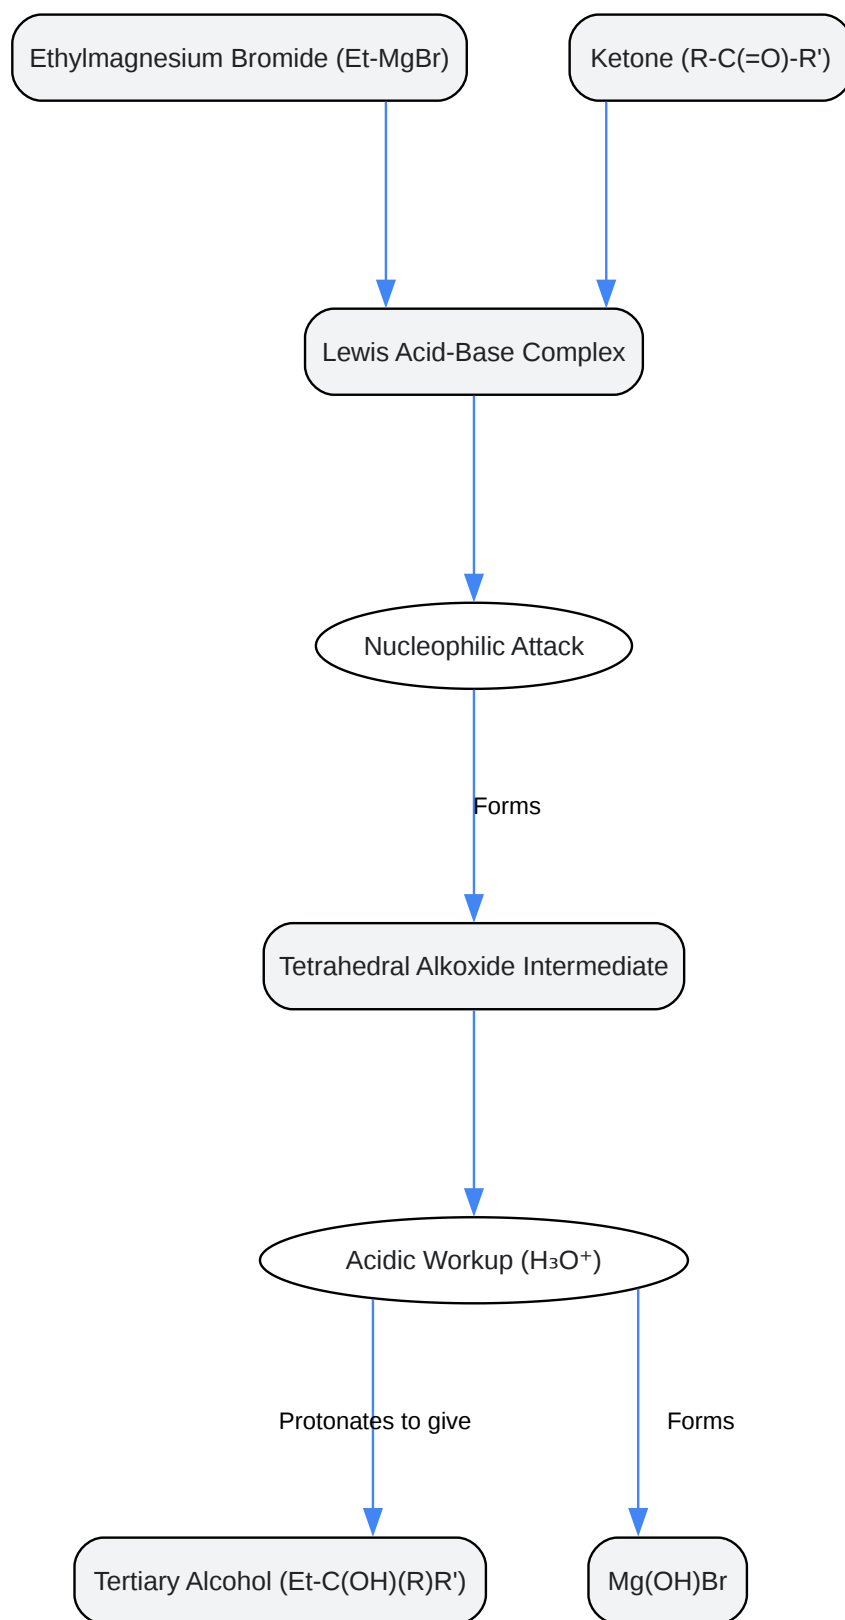 Ethylmagnesium Bromide (Et-MgBr)
Ketone (R-C(=O)-R')
Lewis Acid-Base Complex
Nucleophilic Attack
Forms
Tetrahedral Alkoxide Intermediate
Acidic Workup (H₃O⁺)
Protonates to give
Forms
Tertiary Alcohol (Et-C(OH)(R)R')
Mg(OH)Br